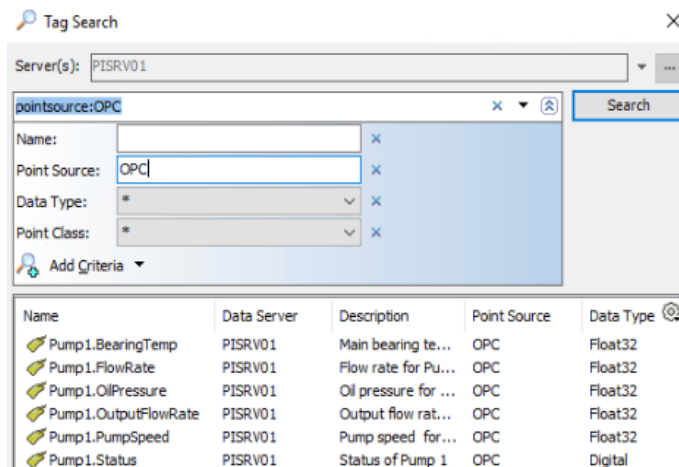 Tag Search
Server(s): PISRV01 ...
pointsource:OPC Search
Name:
Point Source: OPC
Data Type: *
Point Class: *
Add Criteria
Name Data Server Description Point Source Data Type
Pump1.BearingTemp PISRV01 Main bearing te... OPC Float32
Pump1.FlowRate PISRV01 Flow rate for Pu... OPC Float32
Pump1.OilPressure PISRV01 Oil pressure for ... OPC Float32
Pump1.OutputFlowRate PISRV01 Output flow rat... OPC Float32
Pump1.PumpSpeed PISRV01 Pump speed for... OPC Float32
Pump1.Status PISRV01 Status of Pump 1 OPC Digital